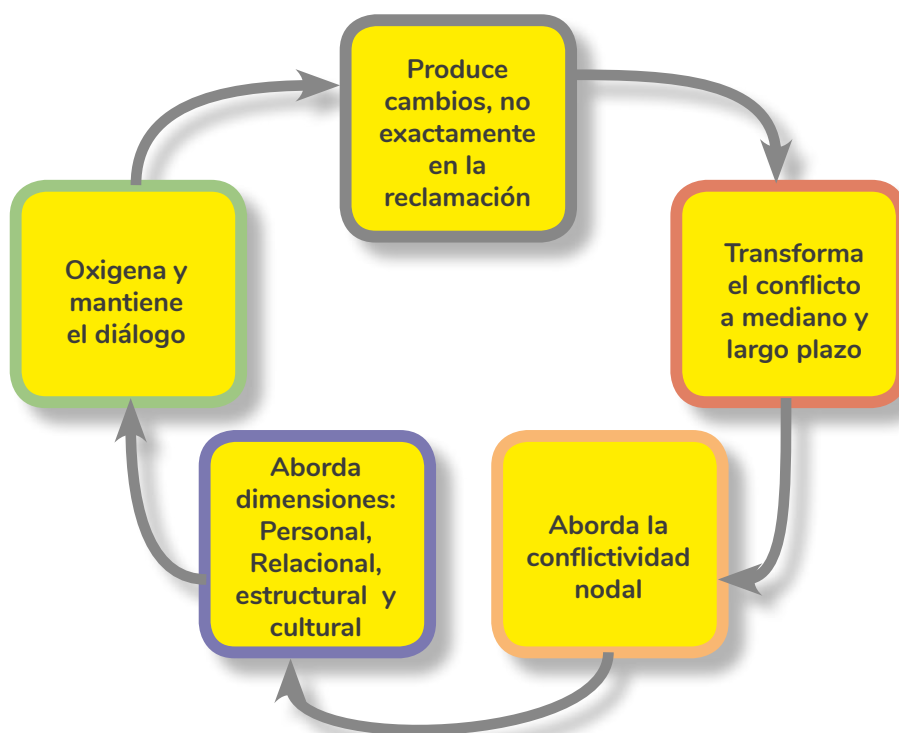 Produce
cambios, no
exactamente
en la
reclamación
Transforma
el conflicto
a mediano y
largo plazo
Aborda la
conflictividad
nodal
Aborda
dimensiones:
Personal,
Relacional,
estructural y
cultural
Oxigena y
mantiene
el diálogo